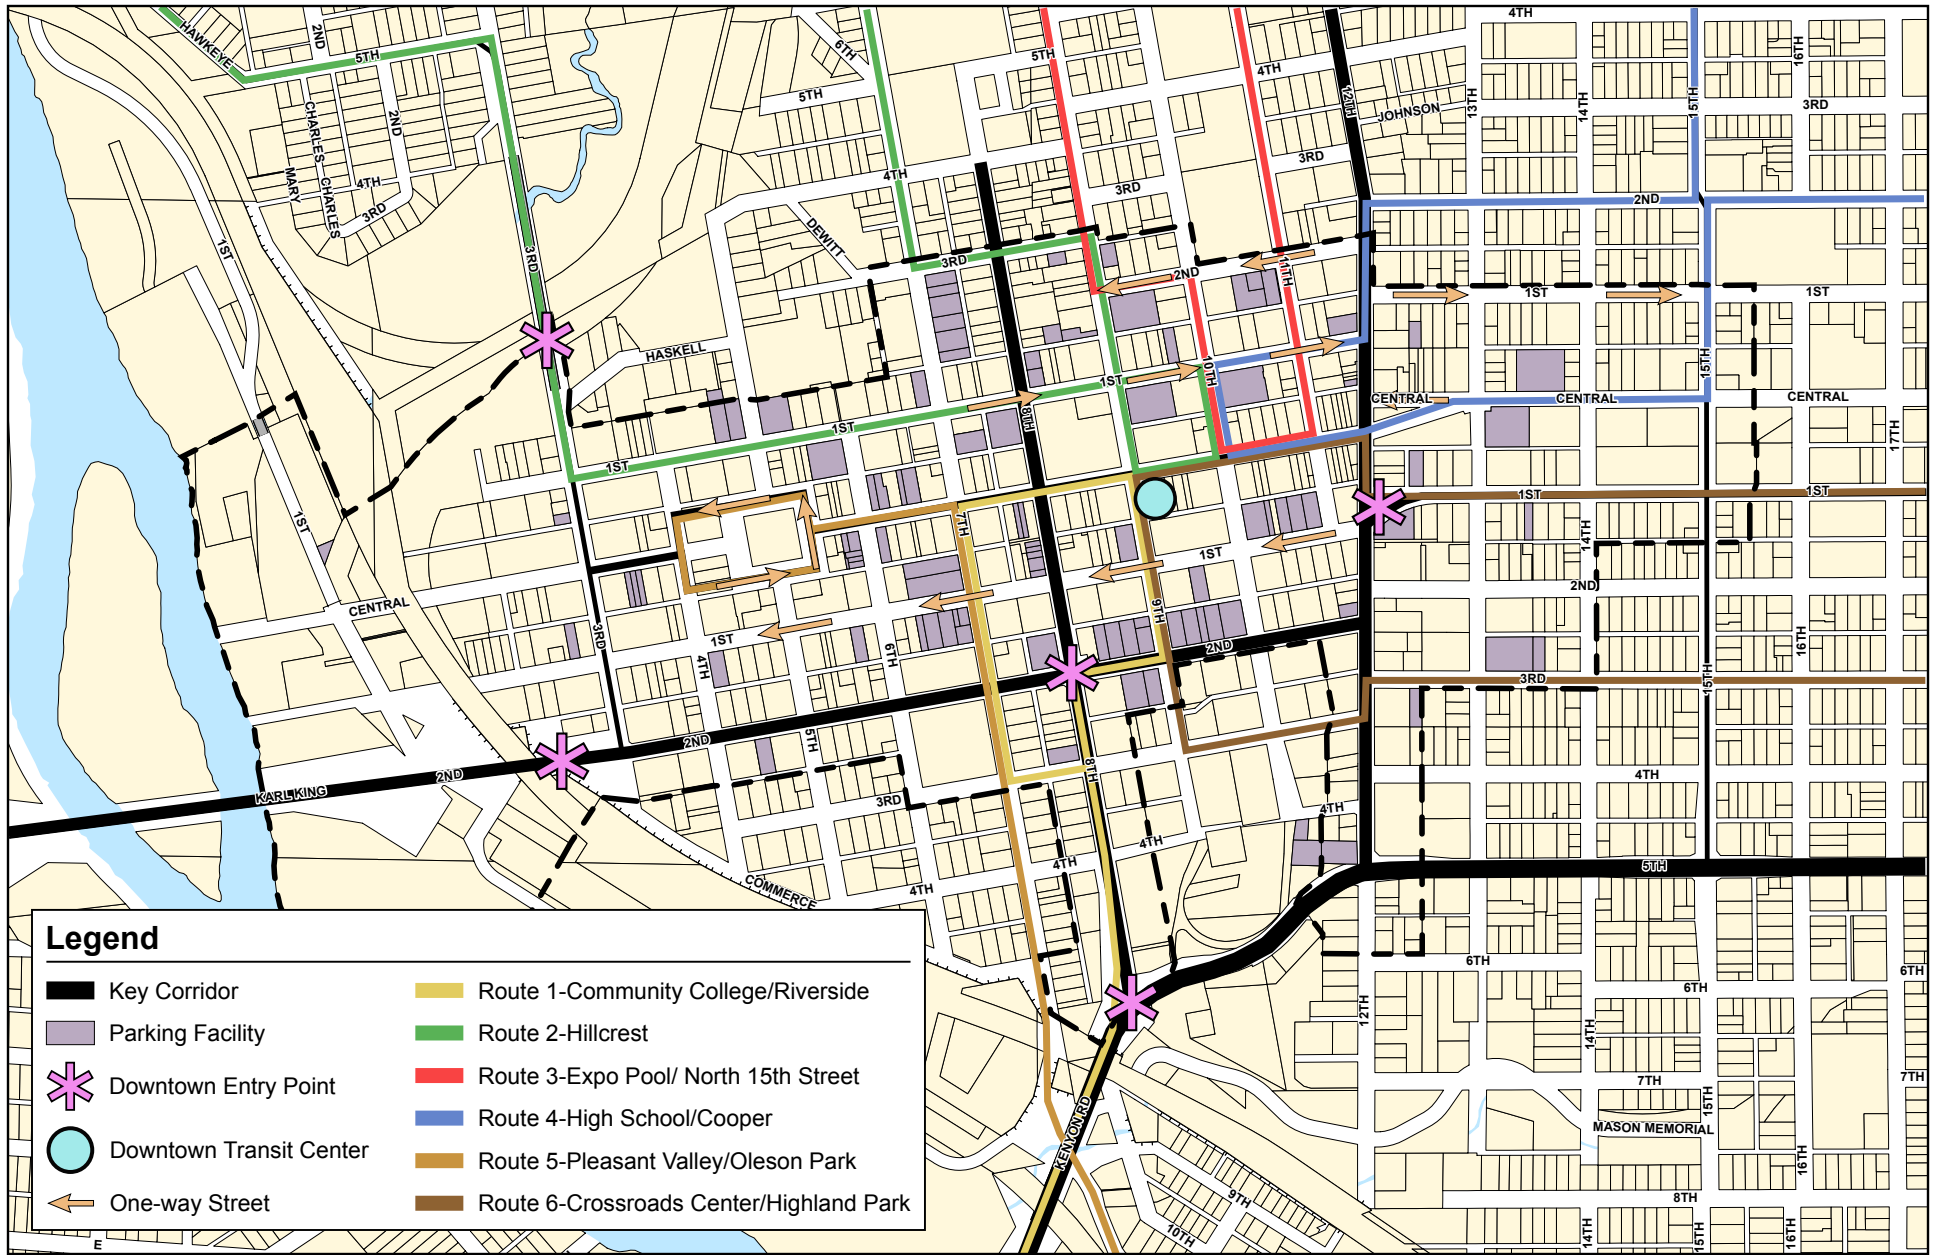 4TH
HAWKEYE
2ND
5TH
6TH
5TH
4TH
16TH
5TH
12TH
JOHNSON
13TH
14TH
15TH
3RD
CHARLES
2ND
4TH
3RD
MARY
CHARLES
4TH
3RD
3RD
2ND
DEWITT
1ST
3RD
3RD
2ND
11TH
1ST
1ST
HASKELL
10TH
15TH
1ST
8TH
CENTRAL
CENTRAL
CENTRAL
1ST
17TH
1ST
1ST
1ST
1ST
7TH
14TH
1ST
2ND
CENTRAL
9TH
3RD
1ST
4TH
6TH
2ND
16TH
15TH
3RD
2ND
5TH
2ND
8TH
4TH
KARL KING
3RD
4TH
4TH
4TH
5TH
COMMERCE
4TH
6TH
6TH
6TH
12TH
14TH
7TH
7TH
15TH
MASON MEMORIAL
KENYON RD
16TH
9TH
8TH
10TH
14TH
15TH
16TH
E
Legend
Key Corridor
Parking Facility
Downtown Entry Point
Downtown Transit Center
One-way Street
Route 1-Community College/Riverside
Route 2-Hillcrest
Route 3-Expo Pool/ North 15th Street
Route 4-High School/Cooper
Route 5-Pleasant Valley/Oleson Park
Route 6-Crossroads Center/Highland Park